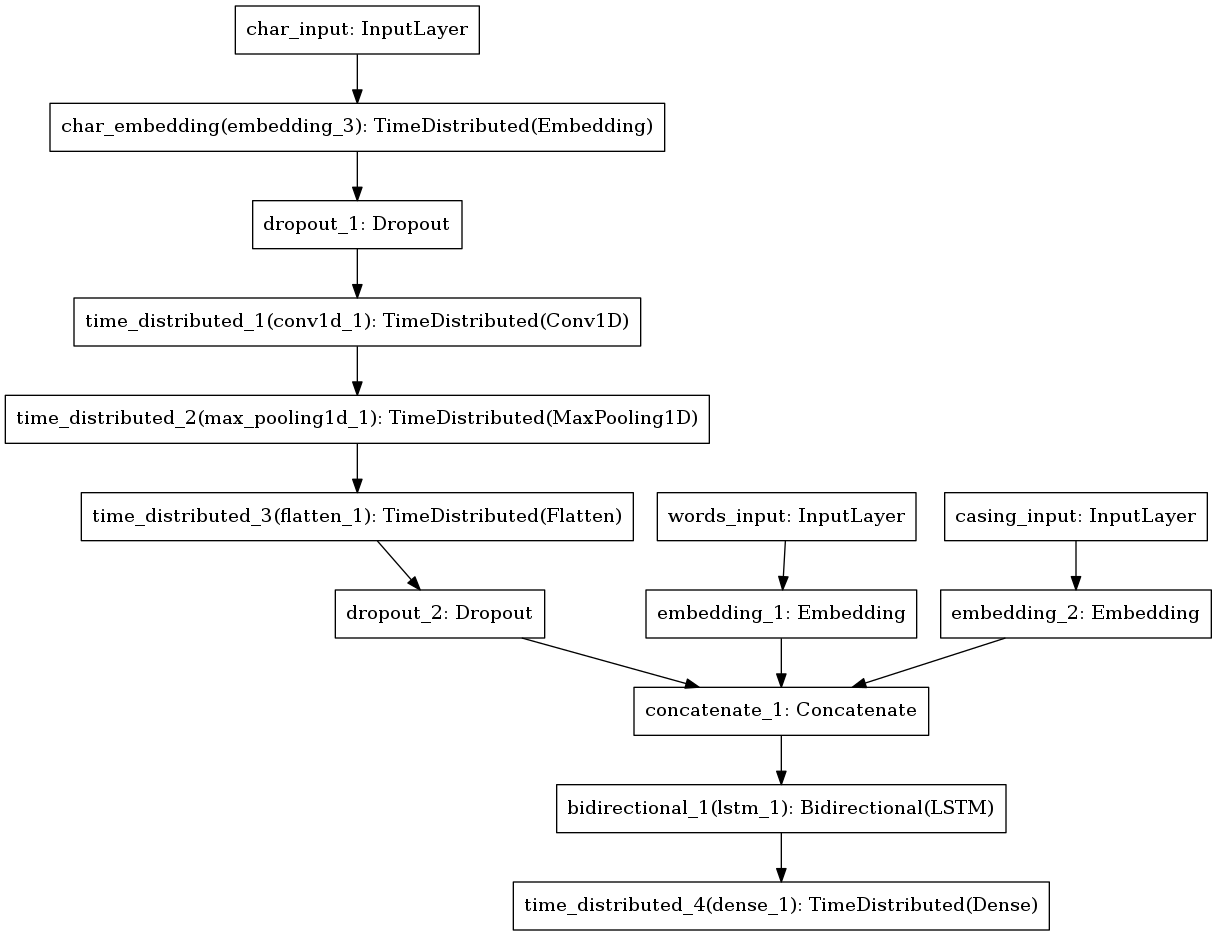 char_input: InputLayer
char_embedding(embedding_3): TimeDistributed(Embedding)
dropout_1: Dropout
time_distributed_1(conv1d_1): TimeDistributed(Conv1D)
time_distributed_2(max_pooling1d_1): TimeDistributed(MaxPooling1D)
time_distributed_3(flatten_1): TimeDistributed(Flatten)
words_input: InputLayer
casing_input: InputLayer
dropout_2: Dropout
embedding_1: Embedding
embedding_2: Embedding
concatenate_1: Concatenate
bidirectional_1(lstm_1): Bidirectional(LSTM)
time_distributed_4(dense_1): TimeDistributed(Dense)